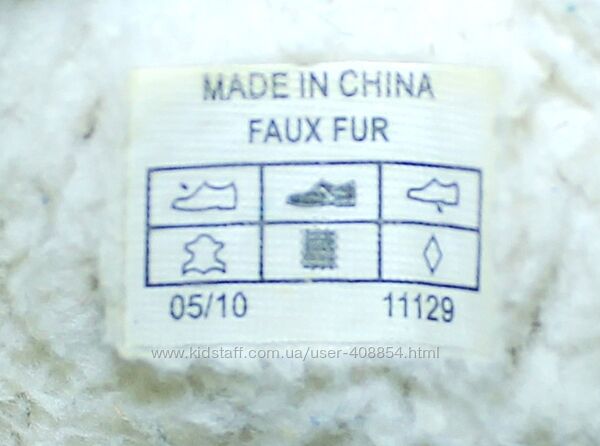 MADE IN CHINA
FAUX FUR
05/10 11129
www.kidstaff.com.ua/user-408854.html